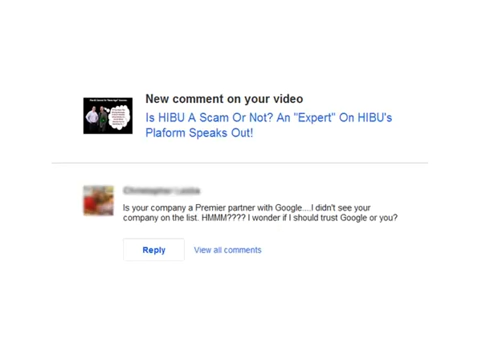 New comment on your video
Is HIBU A Scam Or Not? An "Expert" On HIBU's
Plaform Speaks Out!
Is your company a Premier partner with Google....I didn't see your
company on the list. HMMM???? I wonder if I should trust Google or you?
Reply
View all comments